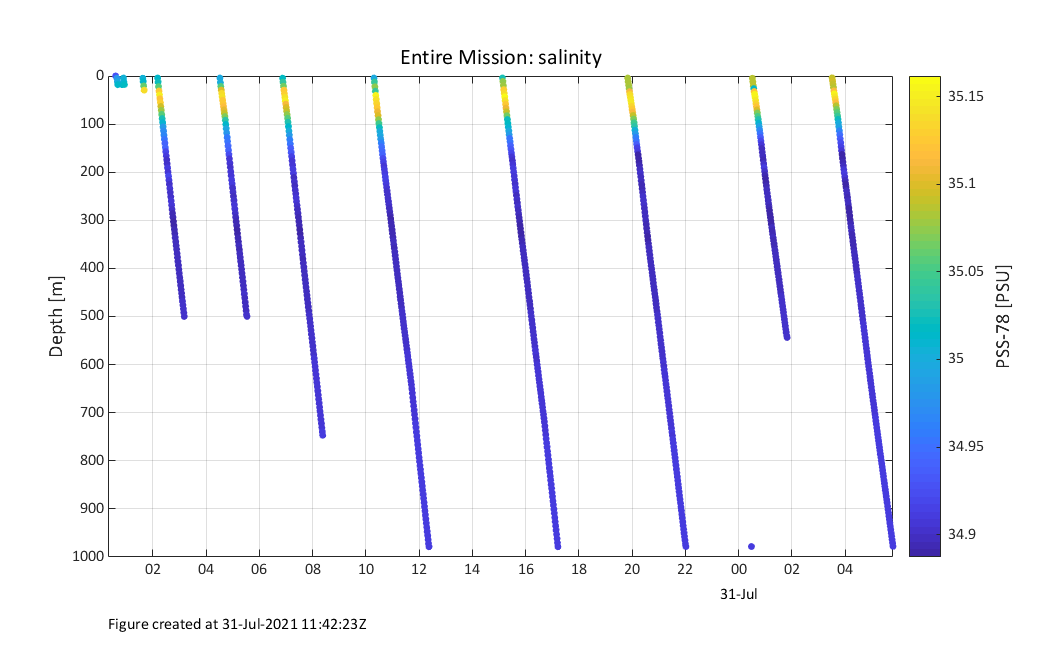 Entire Mission: salinity
0
100
200
300
400
500
600
700
800
900
1000
Depth [m]
02 04 06 08 10 12 14 16 18 20 22 00 02 04
31-Jul
35.15
35.1
35.05
35
34.95
34.9
PSS-78 [PSU]
Figure created at 31-Jul-2021 11:42:23Z